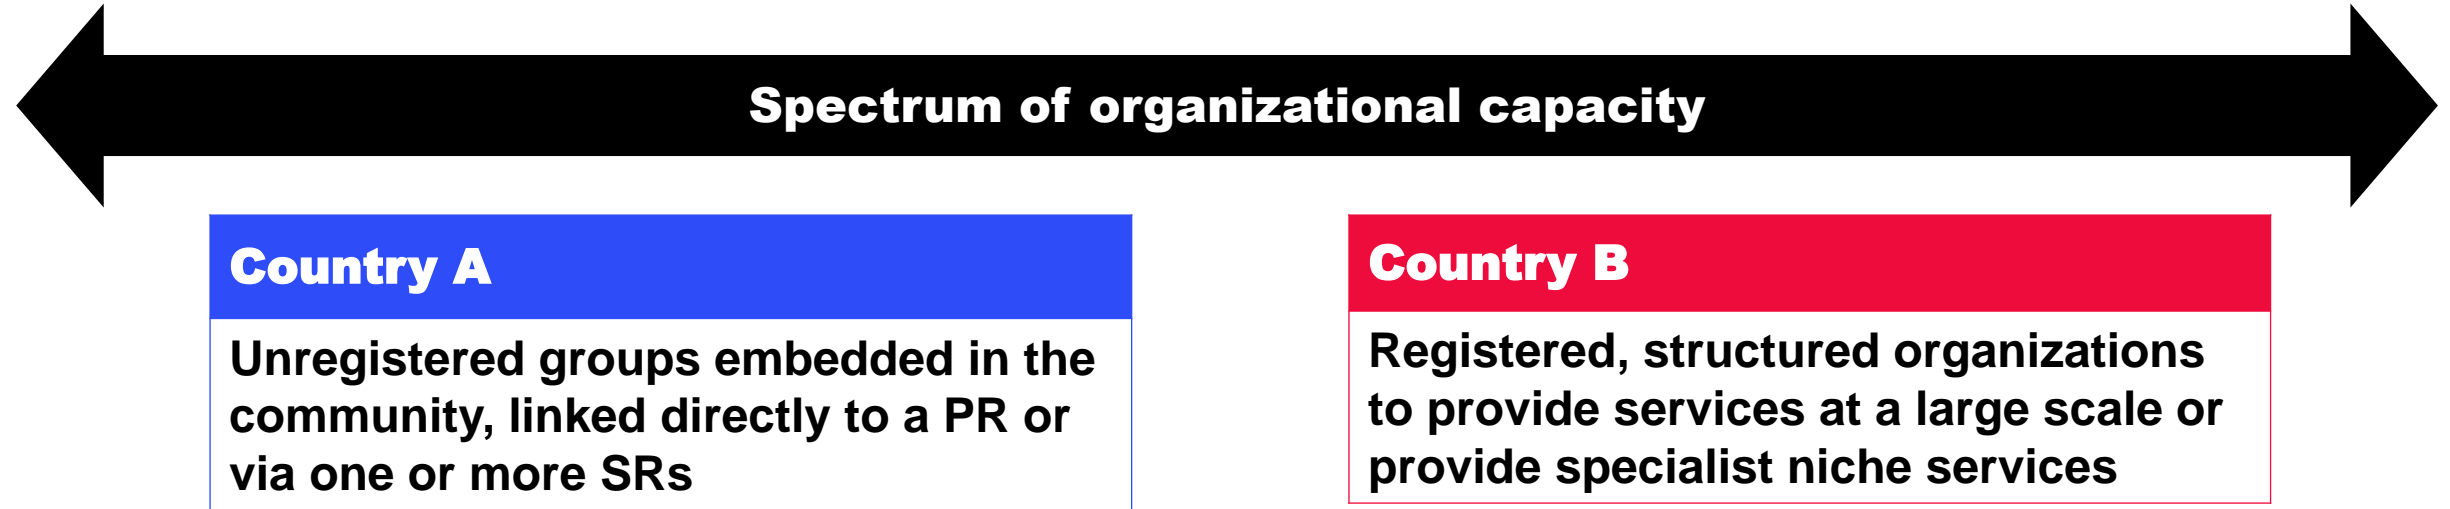 Spectrum of organizational capacity
Country A
Unregistered groups embedded in the
community, linked directly to a PR or
via one or more SRs
Country B
Registered, structured organizations
to provide services at a large scale or
provide specialist niche services